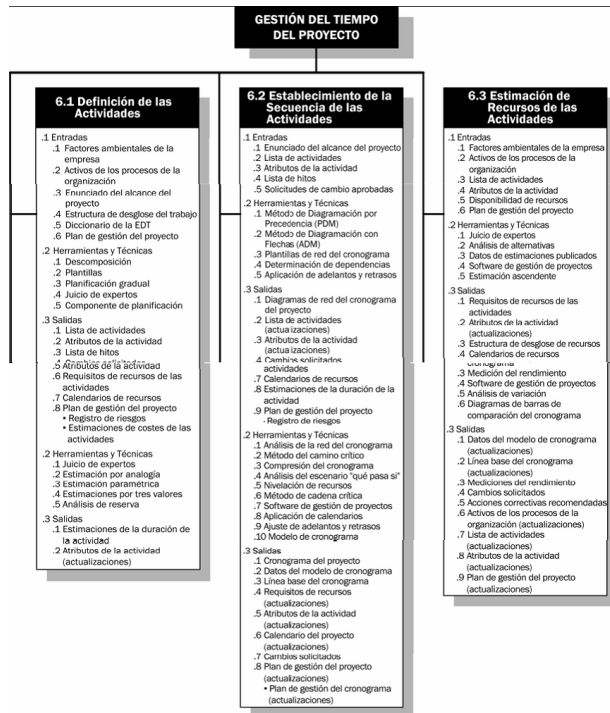 GESTIÓN DEL TIEMPO
DEL PROYECTO
6.1 Definición de las
Actividades
.1 Entradas
.1 Factores ambientales de la
empresa
.2 Activos de los procesos de la
organización
.3 Enunciado del alcance del
proyecto
.4 Estructura de desglose del trabajo
.5 Diccionario de la EDT
.6 Plan de gestión del proyecto
.2 Herramientas y Técnicas
.1 Descomposición
.2 Plantillas
.3 Planificación gradual
.4 Juicio de expertos
.5 Componente de planificación
.3 Salidas
.1 Lista de actividades
.2 Atributos de la actividad
.3 Lista de hitos
.5 Atributos de la actividad
.6 Requisitos de recursos de las
actividades
.7 Calendarios de recursos
.8 Plan de gestión del proyecto
• Registro de riesgos
• Estimaciones de costes de las
actividades
.2 Herramientas y Técnicas
.1 Juicio de expertos
.2 Estimación por analogía
.3 Estimación paramétrica
.4 Estimaciones por tres valores
.5 Análisis de reserva
.3 Salidas
.1 Estimaciones de la duración de
la actividad
.2 Atributos de la actividad
(actualizaciones)
6.2 Establecimiento de la
Secuencia de las
Actividades
.1 Entradas
.1 Enunciado del alcance del proyecto
.2 Lista de actividades
.3 Atributos de la actividad
.4 Lista de hitos
.5 Solicitudes de cambio aprobadas
.2 Herramientas y Técnicas
.1 Método de Diagramación por
Precedencia (PDM)
.2 Método de Diagramación con
Flechas (ADM)
.3 Plantillas de red del cronograma
.4 Determinación de dependencias
.5 Aplicación de adelantos y retrasos
.3 Salidas
.1 Diagramas de red del cronograma
del proyecto
.2 Lista de actividades
(actualizaciones)
.3 Atributos de la actividad
(actualizaciones)
.4 Cambios solicitados
actividades
.7 Calendarios de recursos
.8 Estimaciones de la duración de la
actividad
.9 Plan de gestión del proyecto
- Registro de riesgos
.2 Herramientas y Técnicas
.1 Análisis de la red del cronograma
.2 Método del camino crítico
.3 Compresión del cronograma
.4 Análisis del escenario "qué pasa si"
.5 Nivelación de recursos
.6 Método de cadena crítica
.7 Software de gestión de proyectos
.8 Aplicación de calendarios
.9 Ajuste de adelantos y retrasos
.10 Modelo de cronograma
.3 Salidas
.1 Cronograma del proyecto
.2 Datos del modelo de cronograma
.3 Línea base del cronograma
.4 Requisitos de recursos
(actualizaciones)
.5 Atributos de la actividad
(actualizaciones)
.6 Calendario del proyecto
(actualizaciones)
.7 Cambios solicitados
.8 Plan de gestión del proyecto
(actualizaciones)
• Plan de gestión del cronograma
(actualizaciones)
6.3 Estimación de
Recursos de las
Actividades
.1 Entradas
.1 Factores ambientales de la empresa
.2 Activos de los procesos de la
organización
.3 Lista de actividades
.4 Atributos de la actividad
.5 Disponibilidad de recursos
.6 Plan de gestión del proyecto
.2 Herramientas y Técnicas
.1 Juicio de expertos
.2 Análisis de alternativas
.3 Datos de estimaciones publicados
.4 Software de gestión de proyectos
.5 Estimación ascendente
.3 Salidas
.1 Requisitos de recursos de las
actividades
.2 Atributos de la actividad
(actualizaciones)
.3 Estructura de desglose de recursos
.4 Calendarios de recursos
cronograma
.3 Medición del rendimiento
.4 Software de gestión de proyectos
.5 Análisis de variación
.6 Diagramas de barras de
comparación del cronograma
.3 Salidas
.1 Datos del modelo de cronograma
(actualizaciones)
.2 Línea base del cronograma
(actualizaciones)
.3 Mediciones del rendimiento
.4 Cambios solicitados
.5 Acciones correctivas recomendadas
.6 Activos de los procesos de la
organización (actualizaciones)
.7 Lista de actividades
(actualizaciones)
.8 Atributos de la actividad
(actualizaciones)
.9 Plan de gestión del proyecto
(actualizaciones)